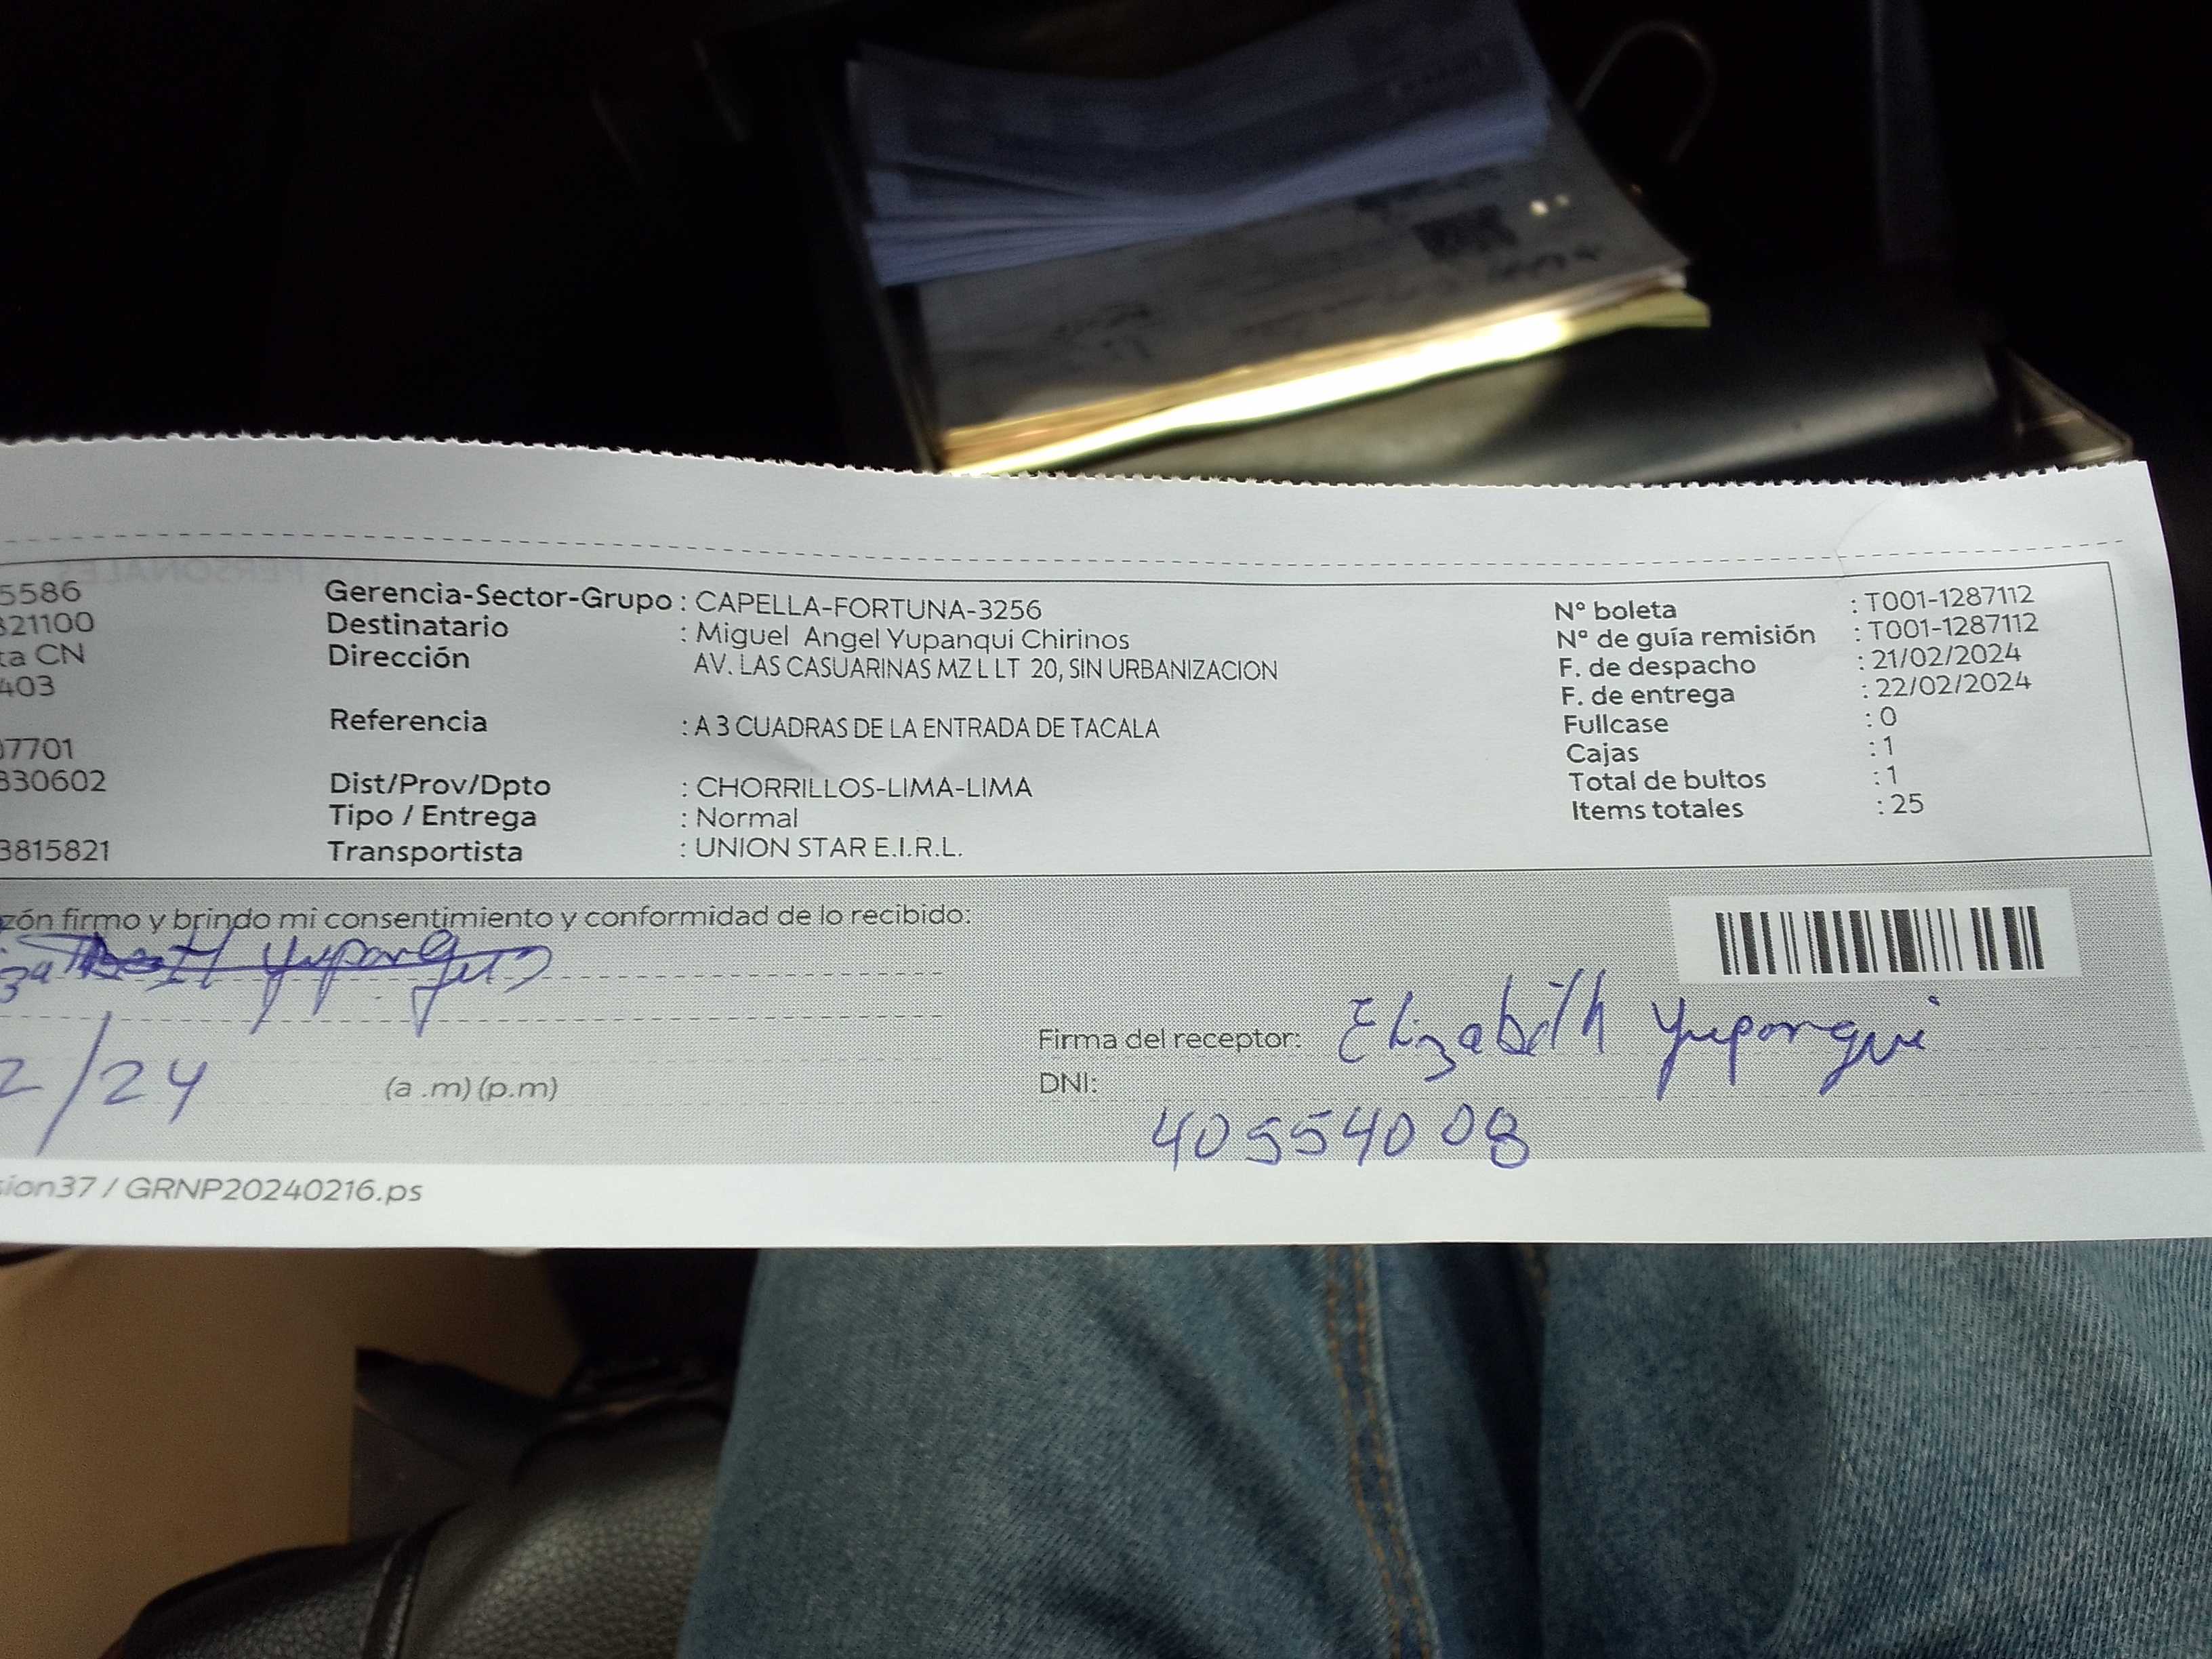 5586
321100
ta CN
403
07701
830602
3815821
Gerencia-Sector-Grupo : CAPELLA-FORTUNA-3256
Destinatario : Miguel Angel Yupanqui Chirinos
Dirección AV. LAS CASUARINAS MZ L LT 20, SIN URBANIZACION
Referencia : A 3 CUADRAS DE LA ENTRADA DE TACALA
Dist/Prov/Dpto : CHORRILLOS-LIMA-LIMA
Tipo / Entrega : Normal
Transportista : UNION STAR E.I.R.L.
N° boleta : T001-1287112
N° de guía remisión : T001-1287112
F. de despacho : 21/02/2024
F. de entrega : 22/02/2024
Fullcase : 0
Cajas : 1
Total de bultos : 1
Items totales : 25
zón firmo y brindo mi consentimiento y conformidad de lo recibido:
2/24 (a .m) (p.m)
Firma del receptor: Elizabeth Yupanqui
DNI: 40554008
sion37 / GRNP20240216.ps